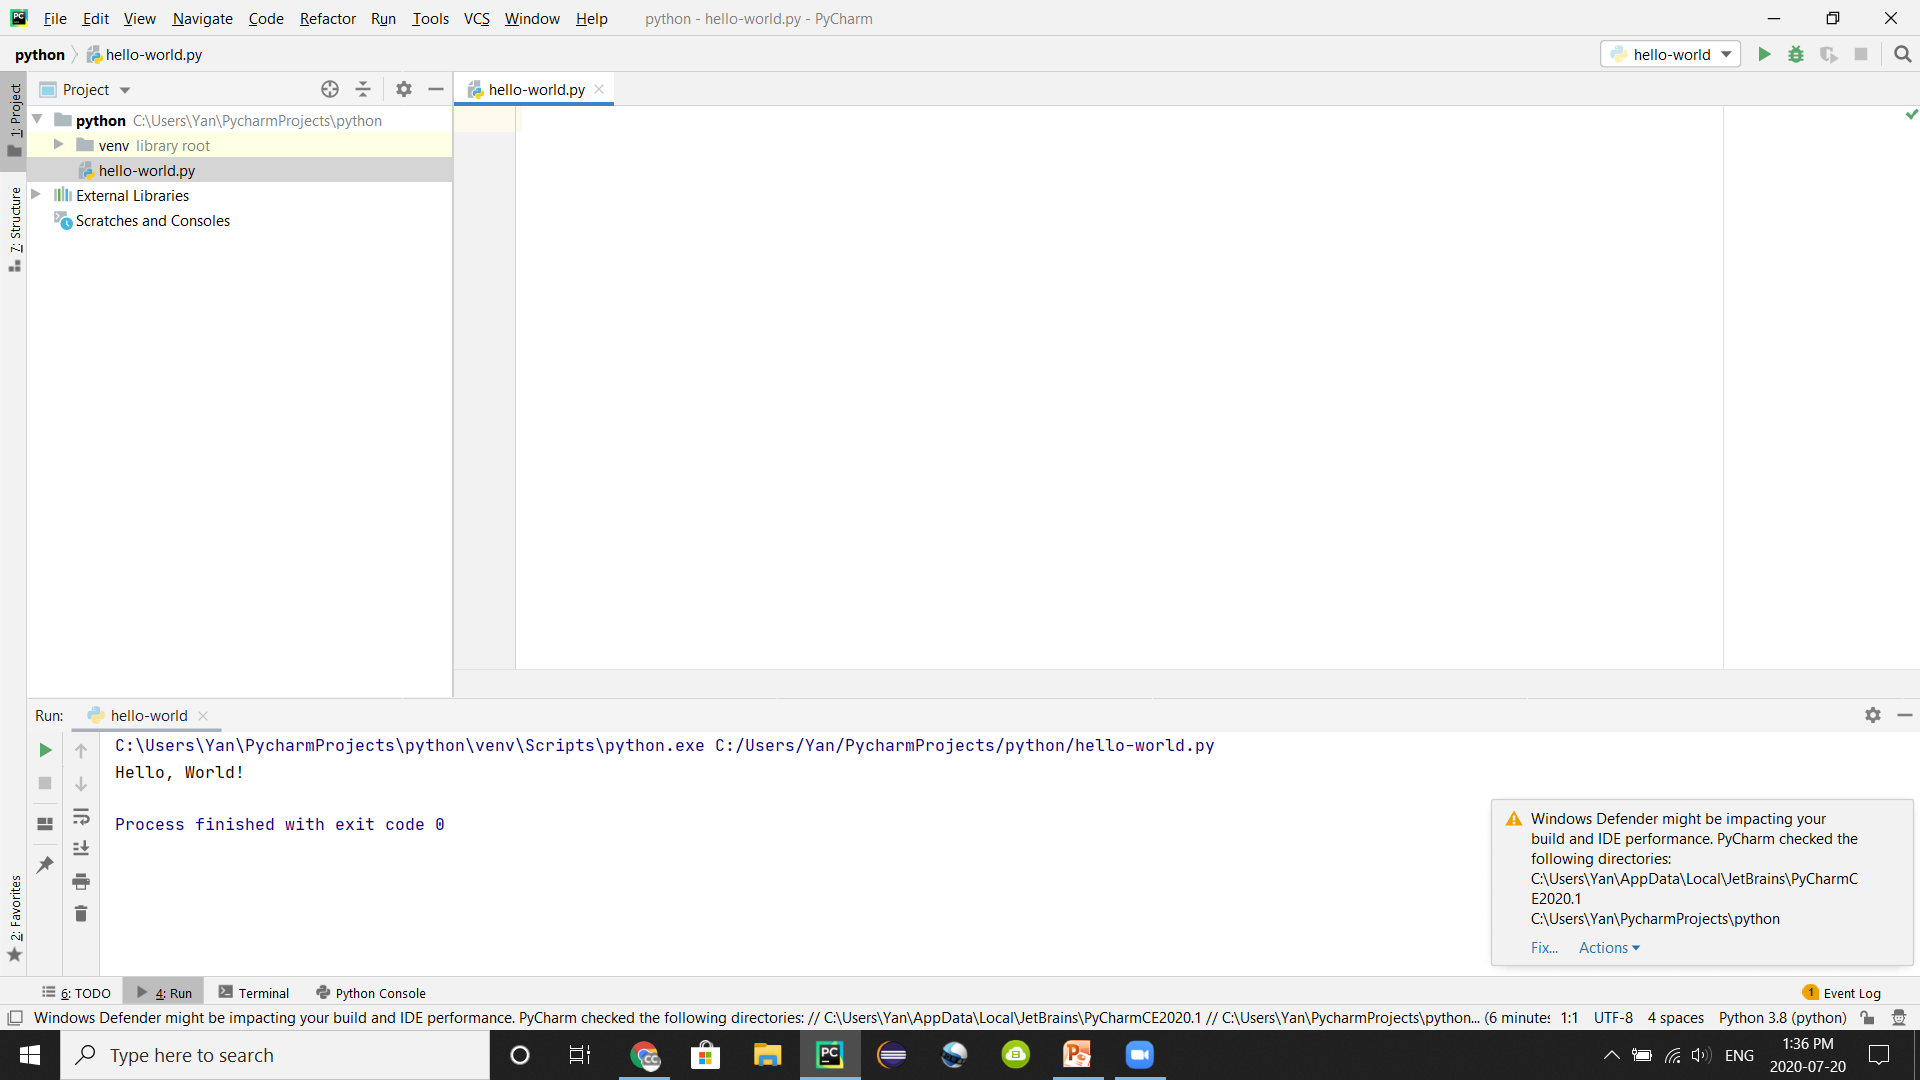 File Edit View Navigate Code Refactor Run Tools VCS Window Help python - hello-world.py - PyCharm
python hello-world.py hello-world
1: Project
Project
hello-world.py
python C:\Users\Yan\PycharmProjects\python
venv library root
hello-world.py
External Libraries
Scratches and Consoles
7: Structure
Run: hello-world
C:\Users\Yan\PycharmProjects\python\venv\Scripts\python.exe C:/Users/Yan/PycharmProjects/python/hello-world.py
Hello, World!
Process finished with exit code 0
Windows Defender might be impacting your
build and IDE performance. PyCharm checked the
following directories:
C:\Users\Yan\AppData\Local\JetBrains\PyCharmC
E2020.1
C:\Users\Yan\PycharmProjects\python
Fix... Actions
2: Favorites
6: TODO 4: Run Terminal Python Console 1 Event Log
Windows Defender might be impacting your build and IDE performance. PyCharm checked the following directories: // C:\Users\Yan\AppData\Local\JetBrains\PyCharmCE2020.1 // C:\Users\Yan\PycharmProjects\python... (6 minutes 1:1 UTF-8 4 spaces Python 3.8 (python)
Type here to search
ENG
1:36 PM
2020-07-20